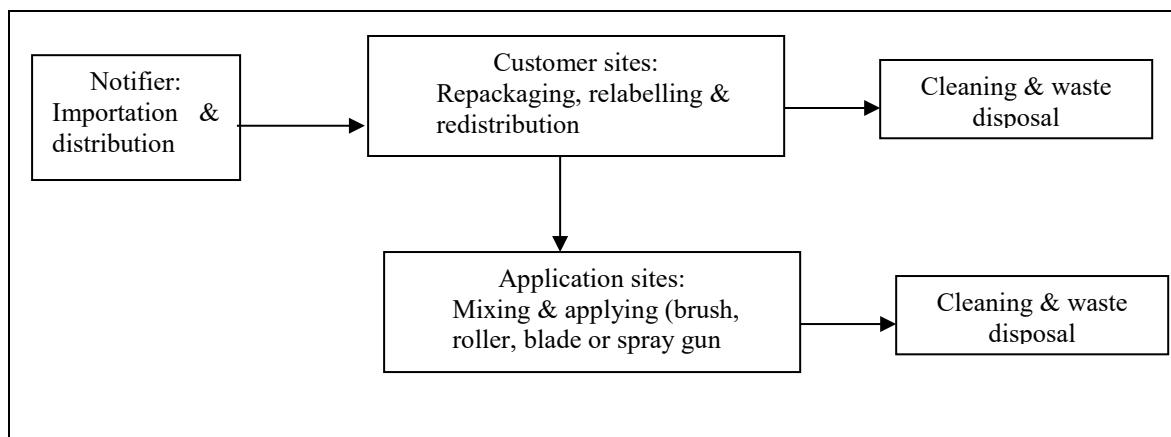 Notifier:
Importation &
distribution
Customer sites:
Repackaging, relabelling &
redistribution
Cleaning & waste
disposal
Application sites:
Mixing & applying (brush,
roller, blade or spray gun
Cleaning & waste
disposal